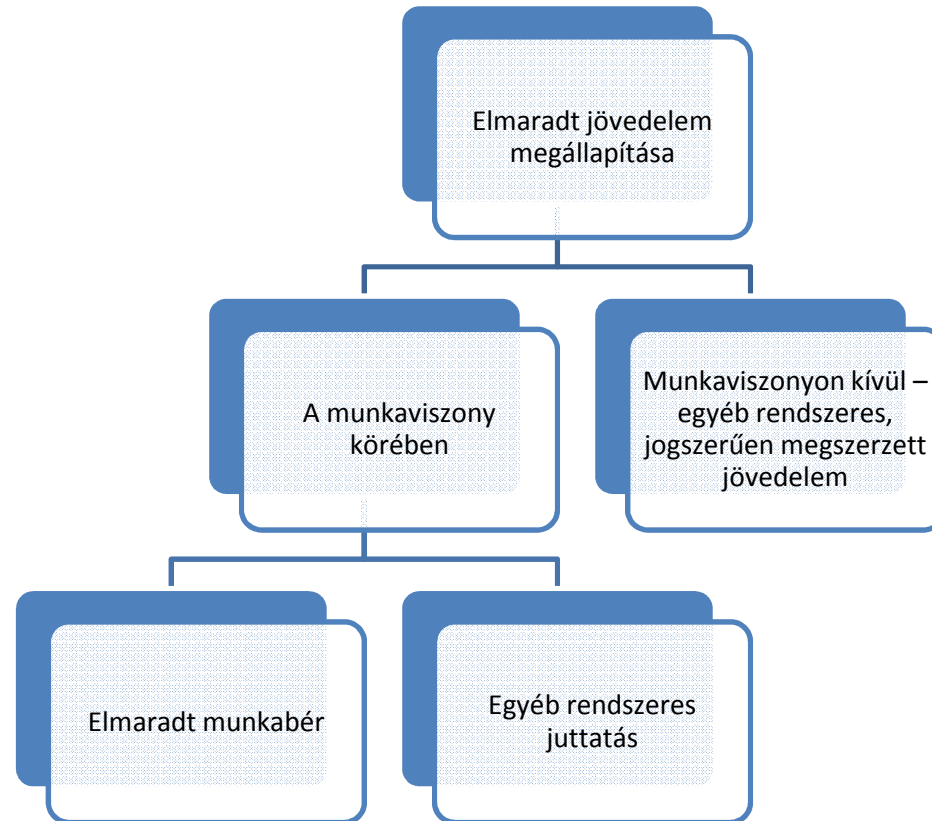 Elmaradt jövedelem
megállapítása
A munkaviszony
körében
Munkaviszonyon kívül –
egyéb rendszeres,
jogszerűen megszerzett
jövedelem
Elmaradt munkabér
Egyéb rendszeres
juttatás